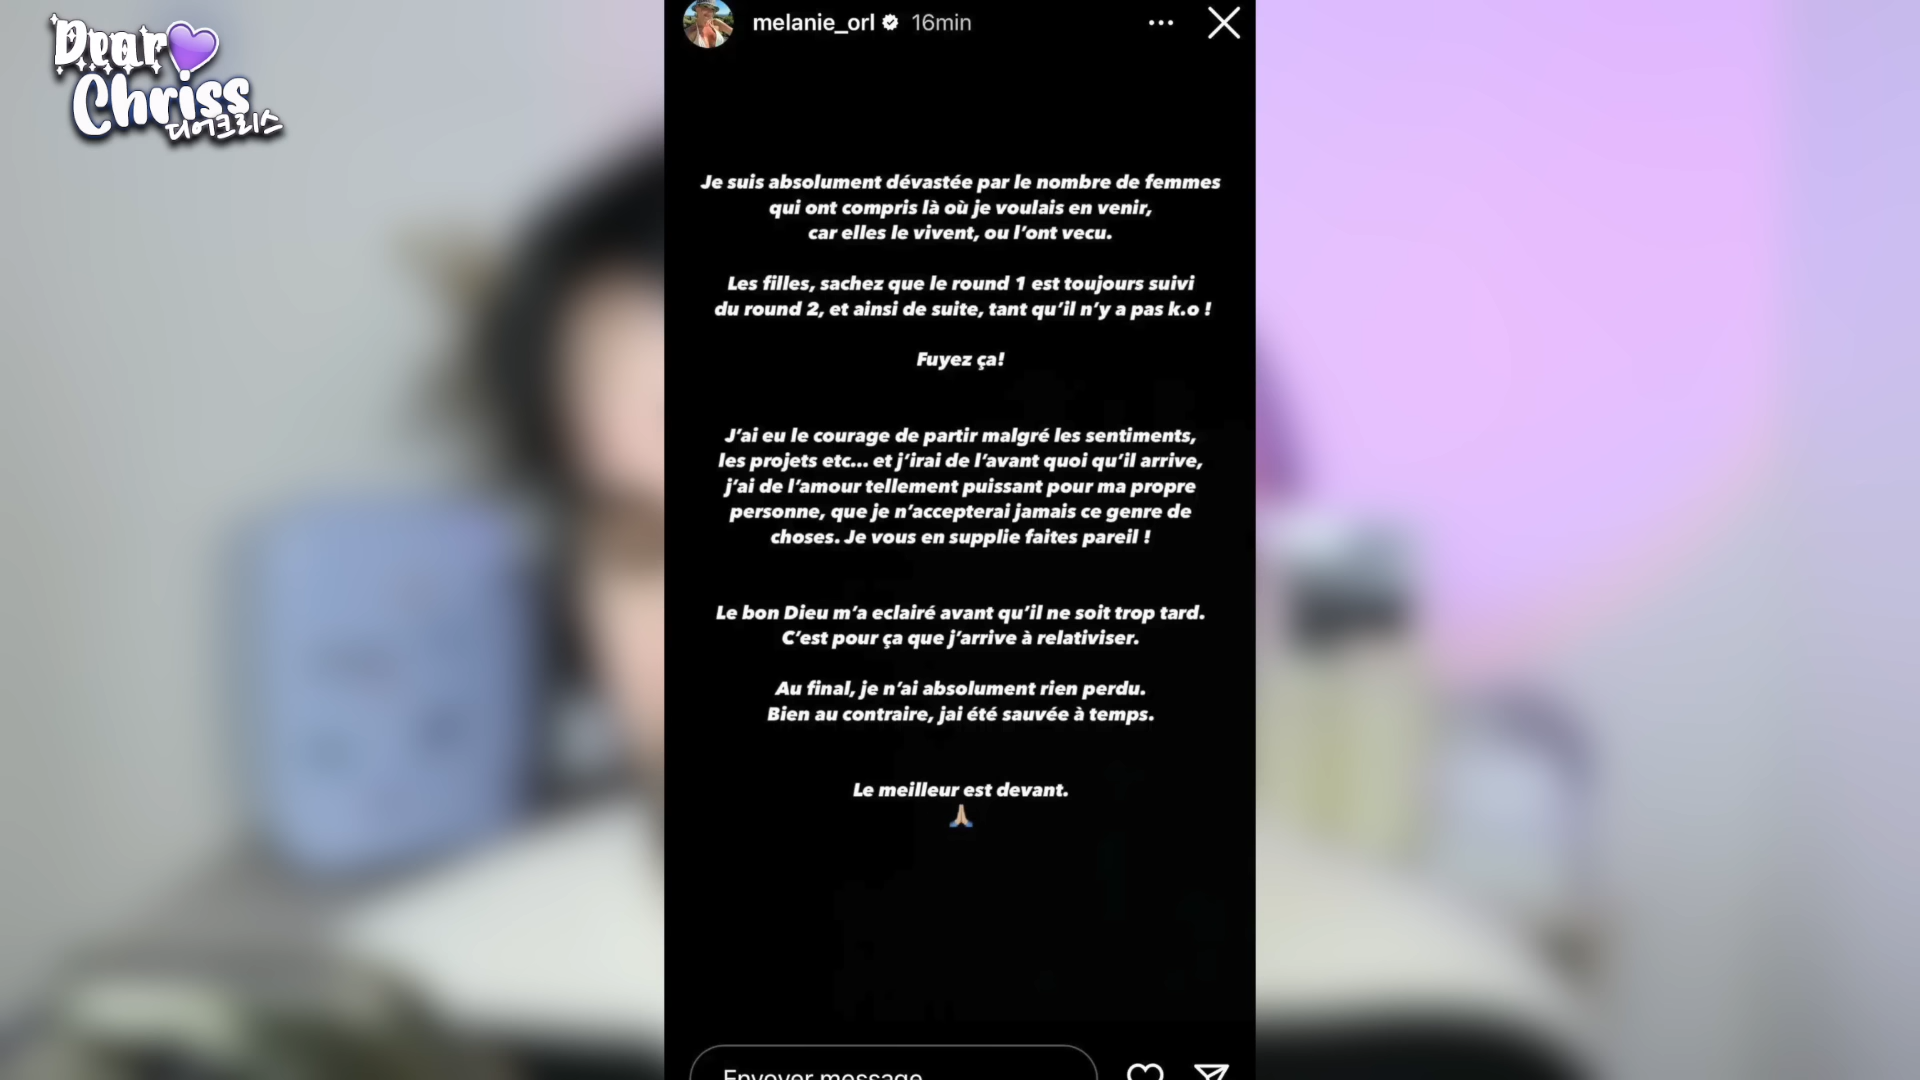 Dear
Chriss
디어크리스
melanie_orl 16min
Je suis absolument dévastée par le nombre de femmes
qui ont compris là où je voulais en venir,
car elles le vivent, ou l'ont vecu.
Les filles, sachez que le round 1 est toujours suivi
du round 2, et ainsi de suite, tant qu'il n'y a pas k.o !
Fuyez ça!
J'ai eu le courage de partir malgré les sentiments,
les projets etc... et j'irai de l'avant quoi qu'il arrive,
j'ai de l'amour tellement puissant pour ma propre
personne, que je n'accepterai jamais ce genre de
choses. Je vous en supplie faites pareil !
Le bon Dieu m'a eclairé avant qu'il ne soit trop tard.
C'est pour ça que j'arrive à relativiser.
Au final, je n'ai absolument rien perdu.
Bien au contraire, jai été sauvée à temps.
Le meilleur est devant.
Envoyer message